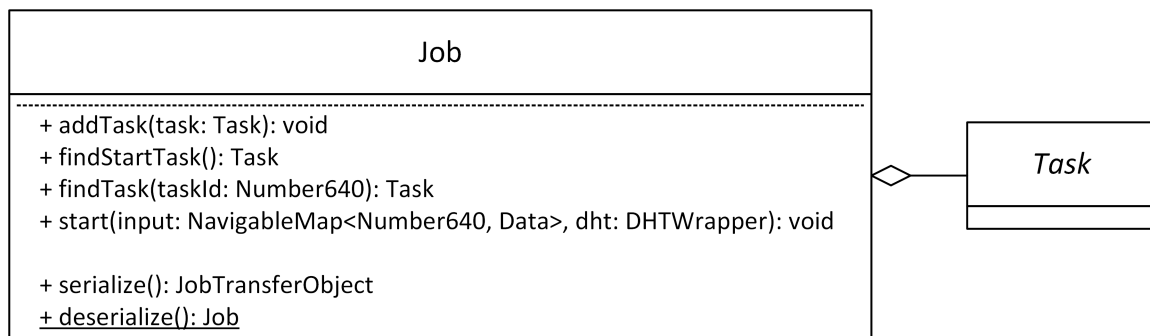 Job
+ addTask(task: Task): void
+ findStartTask(): Task
+ findTask(taskId: Number640): Task
+ start(input: NavigableMap<Number640, Data>, dht: DHTWrapper): void
+ serialize(): JobTransferObject
+ deserialize(): Job
Task